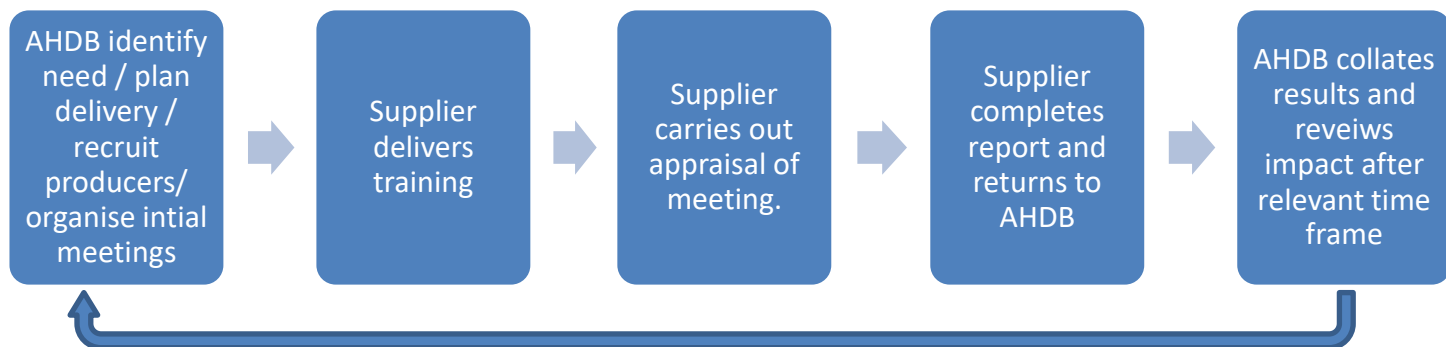 AHDB identify
need / plan
delivery /
recruit
producers/
organise intial
meetings
Supplier
delivers
training
Supplier
carries out
appraisal of
meeting.
Supplier
completes
report and
returns to
AHDB
AHDB collates
results and
reveiws
impact after
relevant time
frame